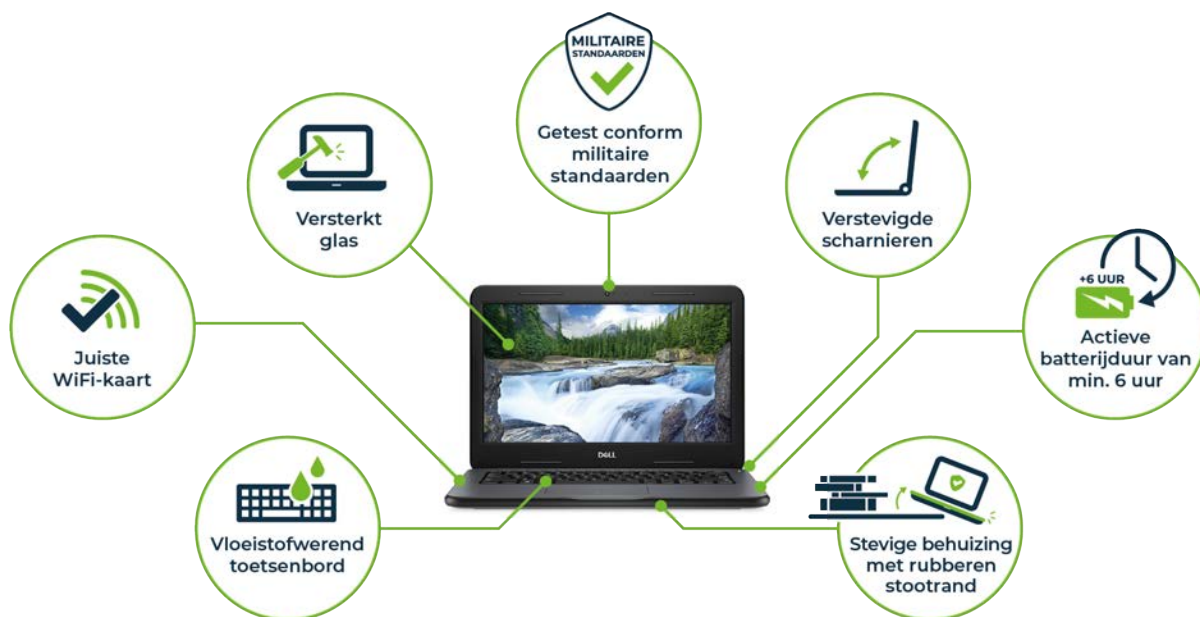 MILITAIRE
STANDAARDEN
Getest conform
militaire
standaarden
Versterkt
glas
Verstevigde
scharnieren
Juiste
WiFi-kaart
+6 UUR
Actieve
batterijduur van
min. 6 uur
DELL
Vloeistofwerend
toetsenbord
Stevige behuizing
met rubberen
stootrand